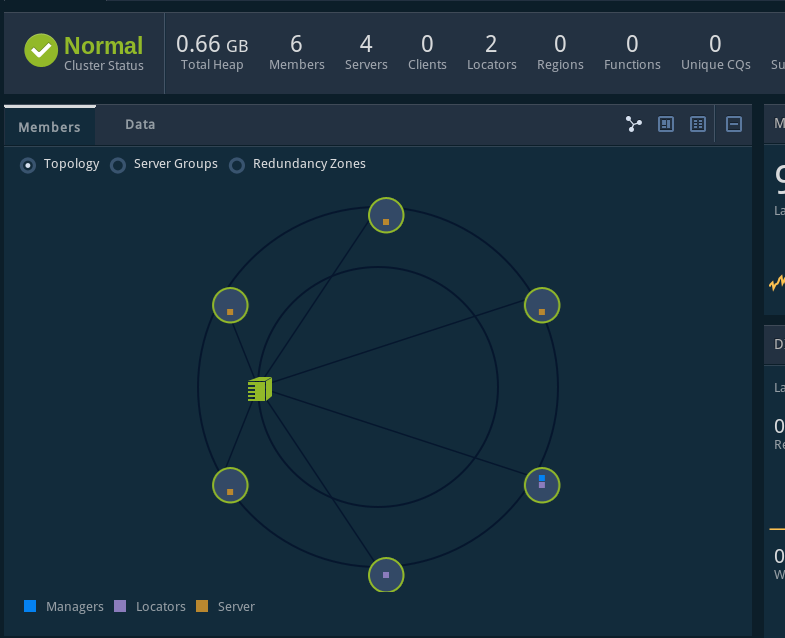 Normal
Cluster Status
0.66 GB
Total Heap
6
Members
4
Servers
0
Clients
2
Locators
0
Regions
0
Functions
0
Unique CQs
Su
Members
Data
Topology
Server Groups
Redundancy Zones
Managers
Locators
Server
M
La
D
La
0
Re
0
W